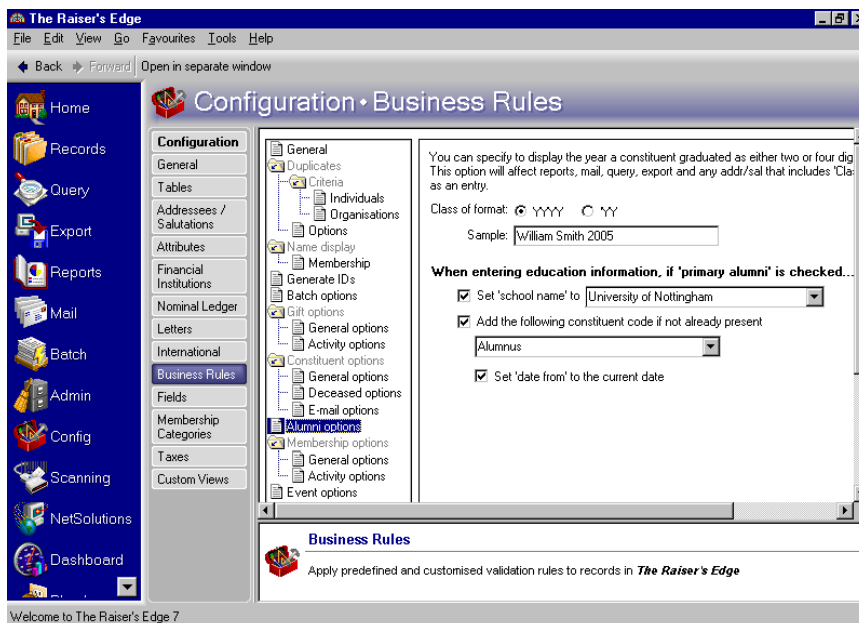 The Raiser's Edge
File Edit View Go Favourites Tools Help
Back Forward Open in separate window
Configuration • Business Rules
Home
Records
Query
Export
Reports
Mail
Batch
Admin
Config
Scanning
NetSolutions
Dashboard
Configuration
General
Tables
Addressees /
Salutations
Attributes
Financial
Institutions
Nominal Ledger
Letters
International
Business Rules
Fields
Membership
Categories
Taxes
Custom Views
General
Duplicates
Criteria
Individuals
Organisations
Options
Name display
Membership
Generate IDs
Batch options
Gift options
General options
Activity options
Constituent options
General options
Deceased options
E-mail options
Alumni options
Membership options
General options
Activity options
Event options
You can specify to display the year a constituent graduated as either two or four dig
This option will affect reports, mail, query, export and any addr/sal that includes 'Cla
as an entry.
Class of format: YYYY YY
Sample: William Smith 2005
When entering education information, if 'primary alumni' is checked...
Set 'school name' to University of Nottingham
Add the following constituent code if not already present
Alumnus
Set 'date from' to the current date
Business Rules
Apply predefined and customised validation rules to records in The Raiser's Edge
Welcome to The Raiser's Edge 7